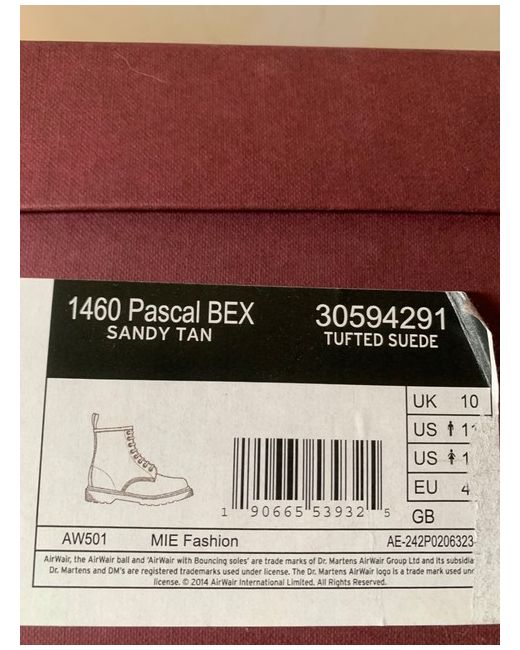 1460 Pascal BEX
SANDY TAN
30594291
TUFTED SUEDE
UK 10
US
US
EU
GB
1 90665 53932 5
AW501 MIE Fashion AE-242P0206323
AirWair, the AirWair ball and 'AirWair with Bouncing soles' are trade marks of Dr. Martens AirWair Group Ltd and its
Dr. Martens and DM's are registered trademarks used under license. The Dr. Martens AirWair logo is a trade mark used
license. © 2014 AirWair International Limited. All Rights Reserved.